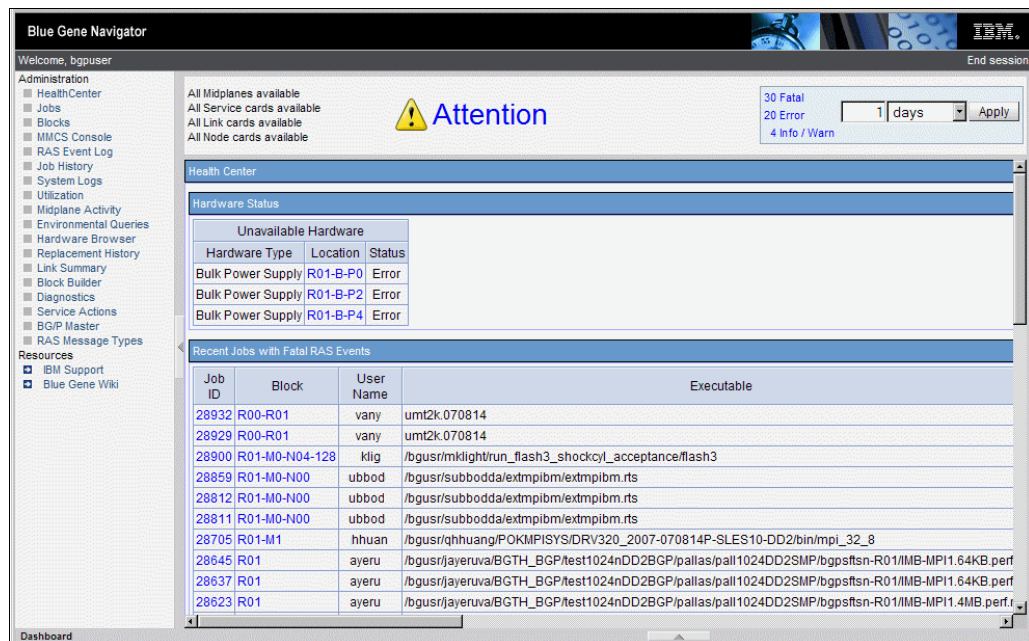 Blue Gene Navigator
IBM.
Welcome, bgpuser
End session
Administration
HealthCenter
Jobs
Blocks
MMCS Console
RAS Event Log
Job History
System Logs
Utilization
Midplane Activity
Environmental Queries
Hardware Browser
Replacement History
Link Summary
Block Builder
Diagnostics
Service Actions
BG/P Master
RAS Message Types
Resources
IBM Support
Blue Gene Wiki
All Midplanes available
All Service cards available
All Link cards available
All Node cards available
Attention
30 Fatal
20 Error
4 Info / Warn
1 days Apply
Health Center
Hardware Status
Unavailable Hardware
Hardware Type Location Status
Bulk Power Supply R01-B-P0 Error
Bulk Power Supply R01-B-P2 Error
Bulk Power Supply R01-B-P4 Error
Recent Jobs with Fatal RAS Events
Job ID Block User Name Executable
28932 R00-R01 vany umt2k.070814
28929 R00-R01 vany umt2k.070814
28900 R01-M0-N04-128 klig /bgusr/mklight/run_flash3_shockcyl_acceptance/flash3
28859 R01-M0-N00 ubbod /bgusr/subbodda/extmpibm/extmpibm.rts
28812 R01-M0-N00 ubbod /bgusr/subbodda/extmpibm/extmpibm.rts
28811 R01-M0-N00 ubbod /bgusr/subbodda/extmpibm/extmpibm.rts
28705 R01-M1 hhuan /bgusr/qhhuang/POKMPISYS/DRV320_2007-070814P-SLES10-DD2/bin/mpi_32_8
28645 R01 ayeru /bgusr/jayeruva/BGTH_BGP/test1024nDD2BGP/pallas/pall1024DD2SMP/bgpsftsn-R01/IMB-MPI1.64KB.perf
28637 R01 ayeru /bgusr/jayeruva/BGTH_BGP/test1024nDD2BGP/pallas/pall1024DD2SMP/bgpsftsn-R01/IMB-MPI1.64KB.perf
28623 R01 ayeru /bgusr/jayeruva/BGTH_BGP/test1024nDD2BGP/pallas/pall1024DD2SMP/bgpsftsn-R01/IMB-MPI1.4MB.perf.r
Dashboard